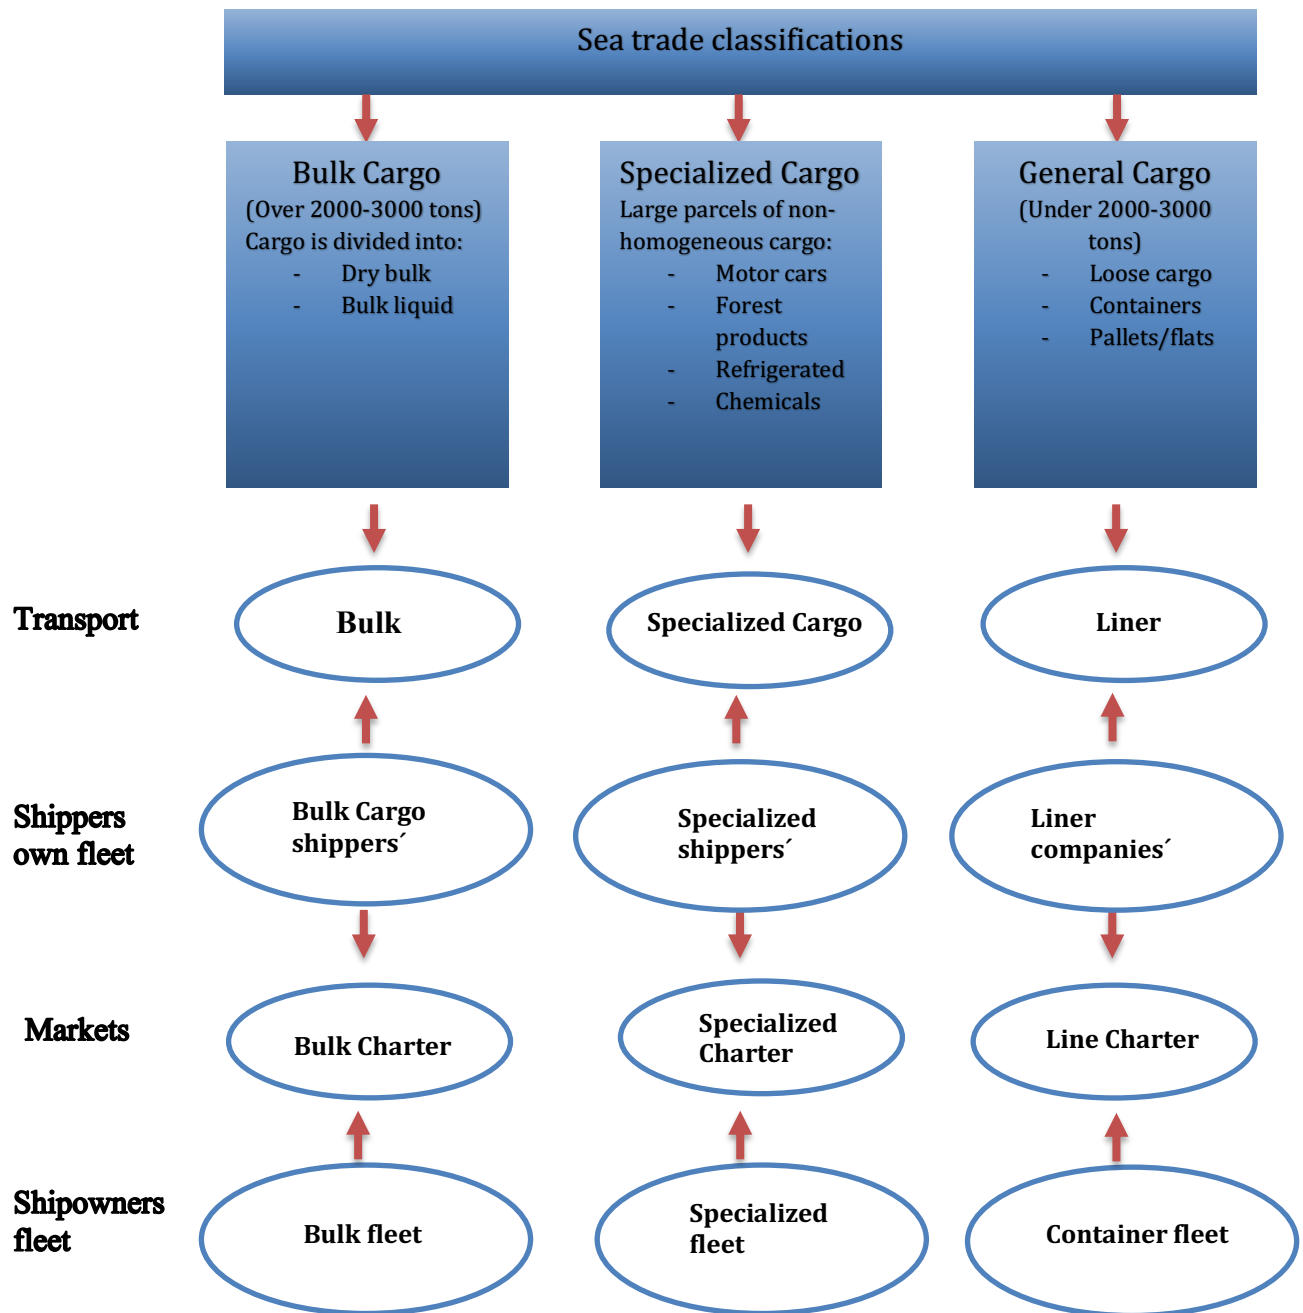 Sea trade classifications
Bulk Cargo
(Over 2000-3000 tons)
Cargo is divided into:
- Dry bulk
- Bulk liquid
Specialized Cargo
Large parcels of non-
homogeneous cargo:
- Motor cars
- Forest
products
- Refrigerated
- Chemicals
General Cargo
(Under 2000-3000
tons)
- Loose cargo
- Containers
- Pallets/flats
Transport
Bulk
Specialized Cargo
Liner
Shippers
own fleet
Bulk Cargo
shippers´
Specialized
shippers´
Liner
companies´
Markets
Bulk Charter
Specialized
Charter
Line Charter
Shipowners
fleet
Bulk fleet
Specialized
fleet
Container fleet